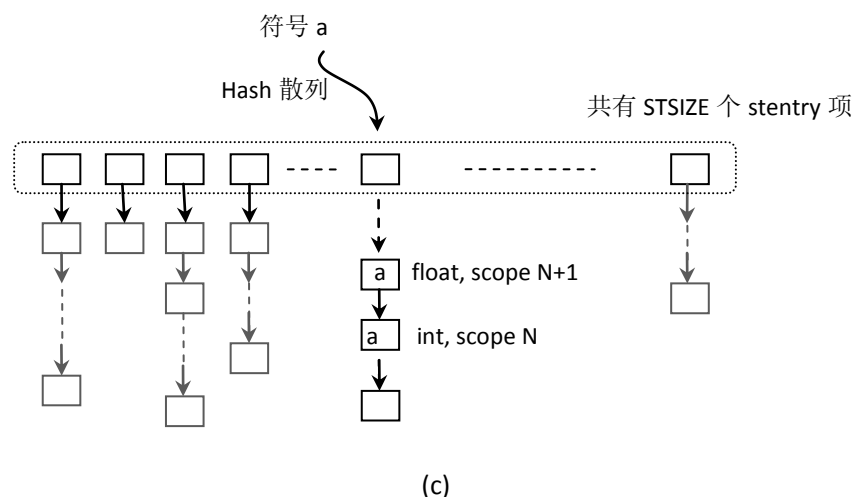 符号 a
Hash 散列
共有 STSIZE 个 stentry 项
a float, scope N+1
a int, scope N
(c)